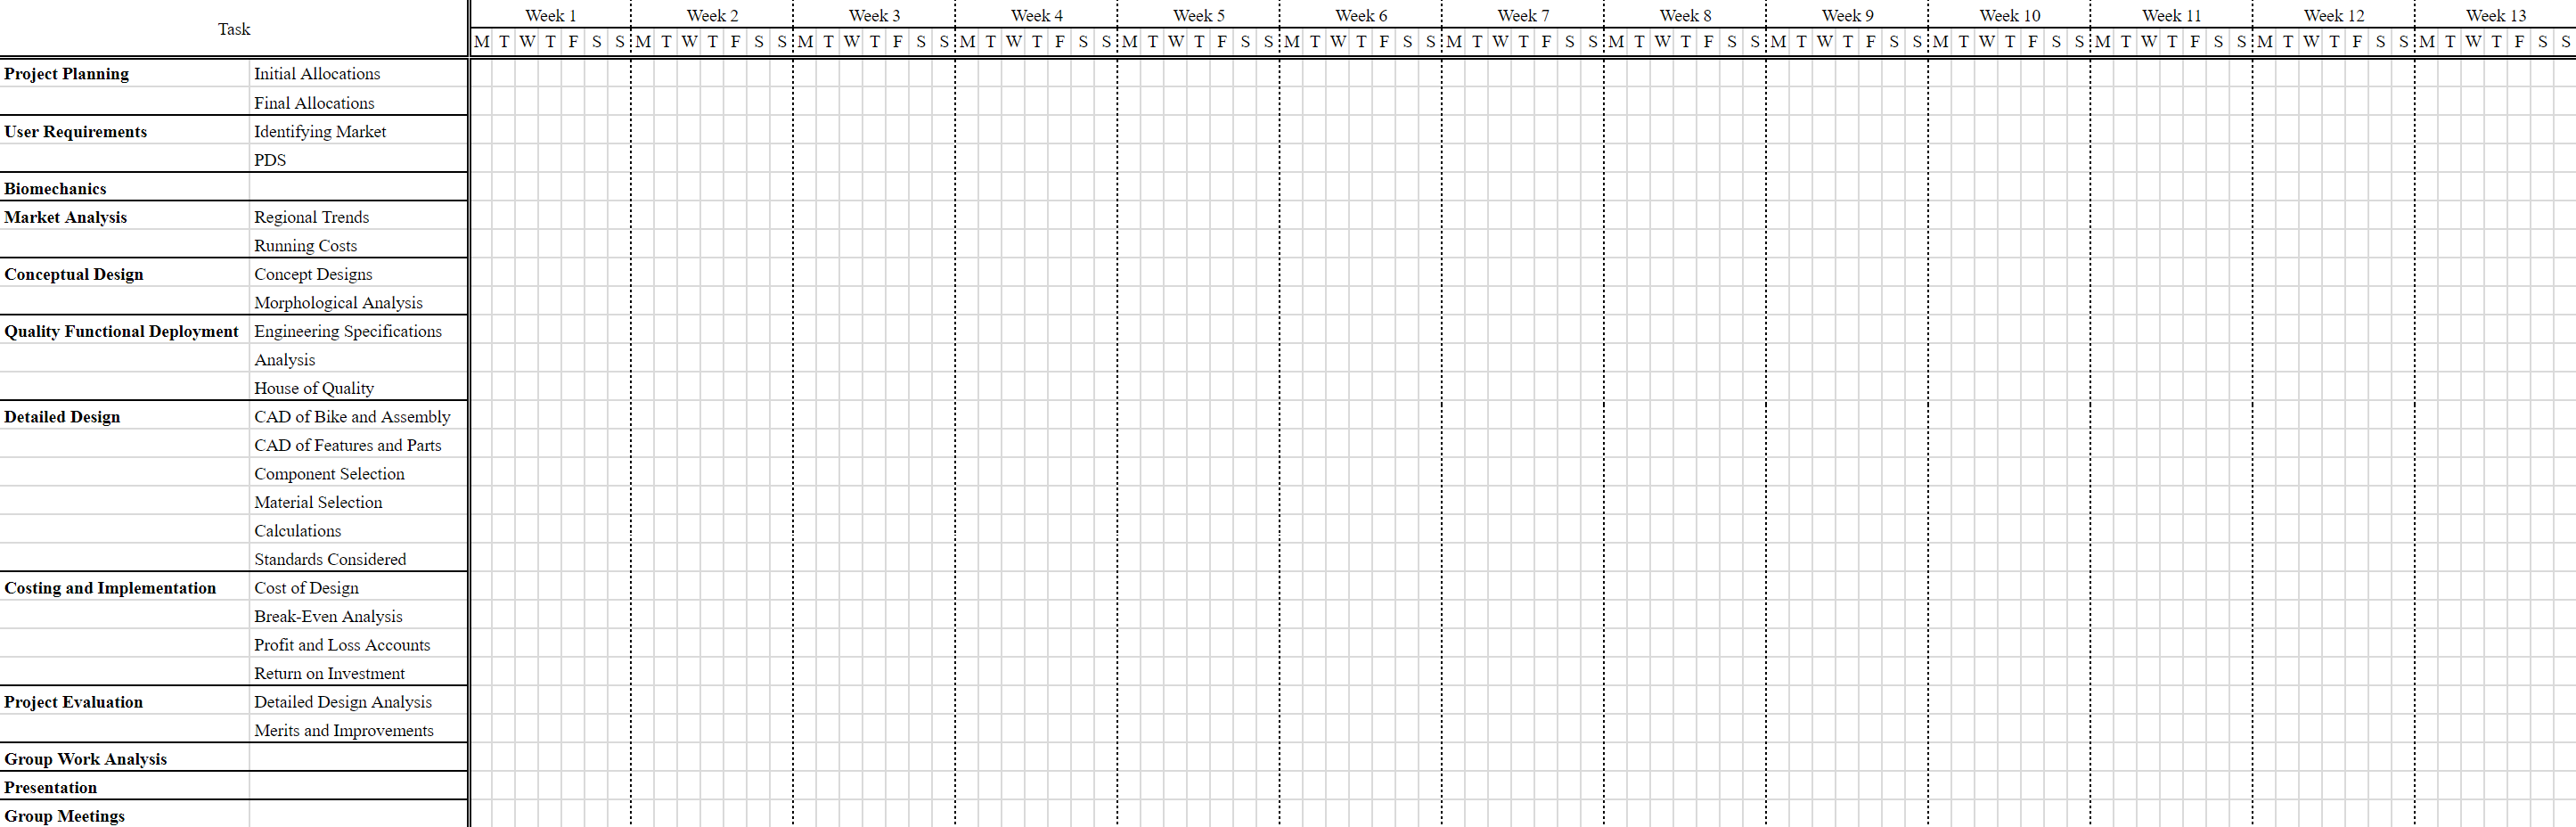 Task Week 1 Week 2 Week 3 Week 4 Week 5 Week 6 Week 7 Week 8 Week 9 Week 10 Week 11 Week 12 Week 13
M T W T F S S M T W T F S S M T W T F S S M T W T F S S M T W T F S S M T W T F S S M T W T F S S M T W T F S S M T W T F S S M T W T F S S M T W T F S S M T W T F S S M T W T F S S
Project Planning Initial Allocations
Final Allocations
User Requirements Identifying Market
PDS
Biomechanics
Market Analysis Regional Trends
Running Costs
Conceptual Design Concept Designs
Morphological Analysis
Quality Functional Deployment Engineering Specifications
Analysis
House of Quality
Detailed Design CAD of Bike and Assembly
CAD of Features and Parts
Component Selection
Material Selection
Calculations
Standards Considered
Costing and Implementation Cost of Design
Break-Even Analysis
Profit and Loss Accounts
Return on Investment
Project Evaluation Detailed Design Analysis
Merits and Improvements
Group Work Analysis
Presentation
Group Meetings